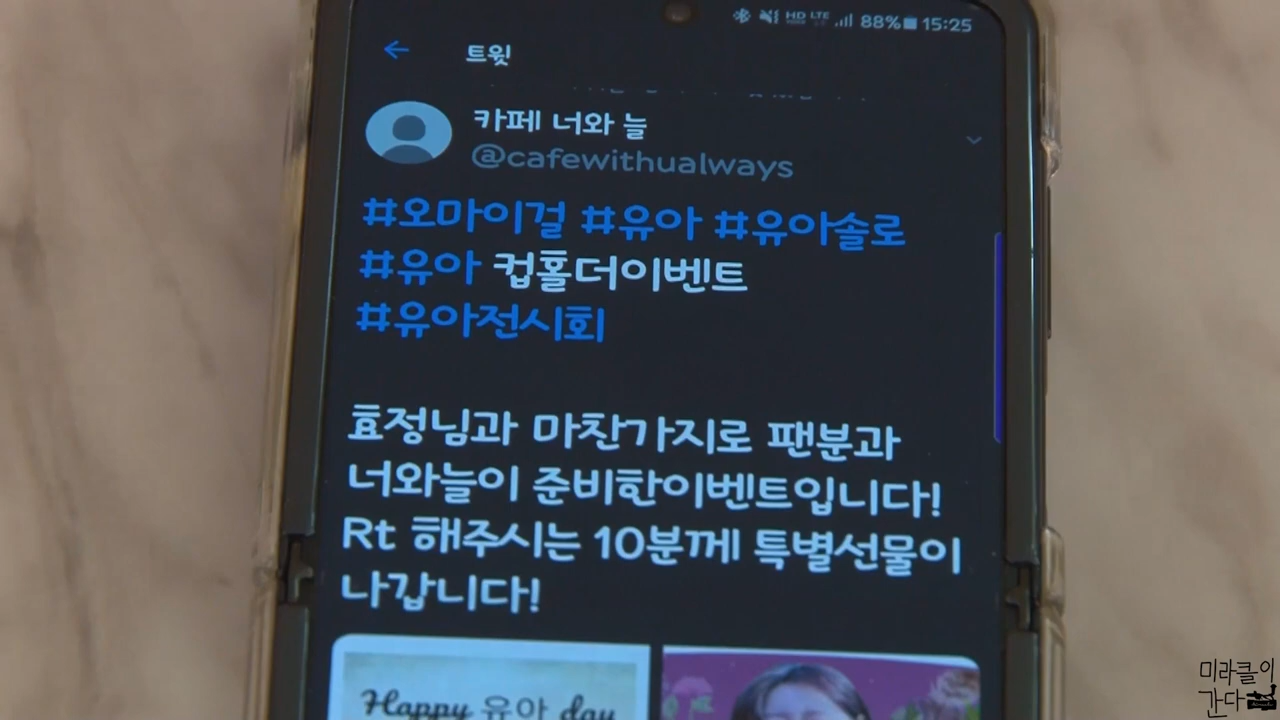 HD LTE 88% 15:25
트윗
카페 너와 늘
@cafewithualways
#오마이걸 #유아 #유아솔로
#유아 컵홀더이벤트
#유아전시회
효정님과 마찬가지로 팬분과
너와늘이 준비한이벤트입니다!
Rt 해주시는 10분께 특별선물이
나갑니다!
Happy 유아 day
미라클이
간다